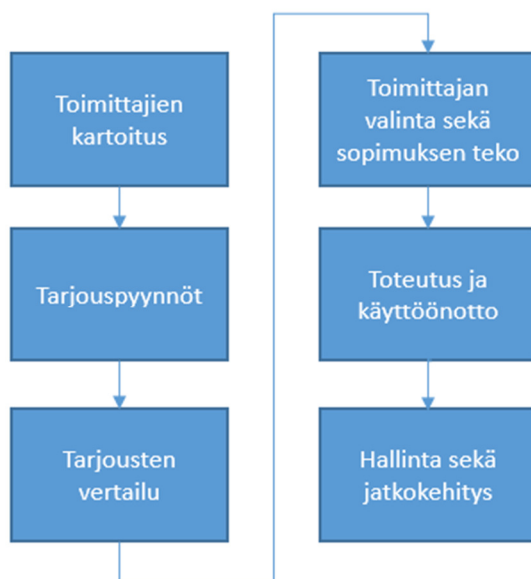 Toimittajien
kartoitus
Tarjouspyynnöt
Tarjousten
vertailu
Toimittajan
valinta sekä
sopimuksen teko
Toteutus ja
käyttöönotto
Hallinta sekä
jatkokehitys